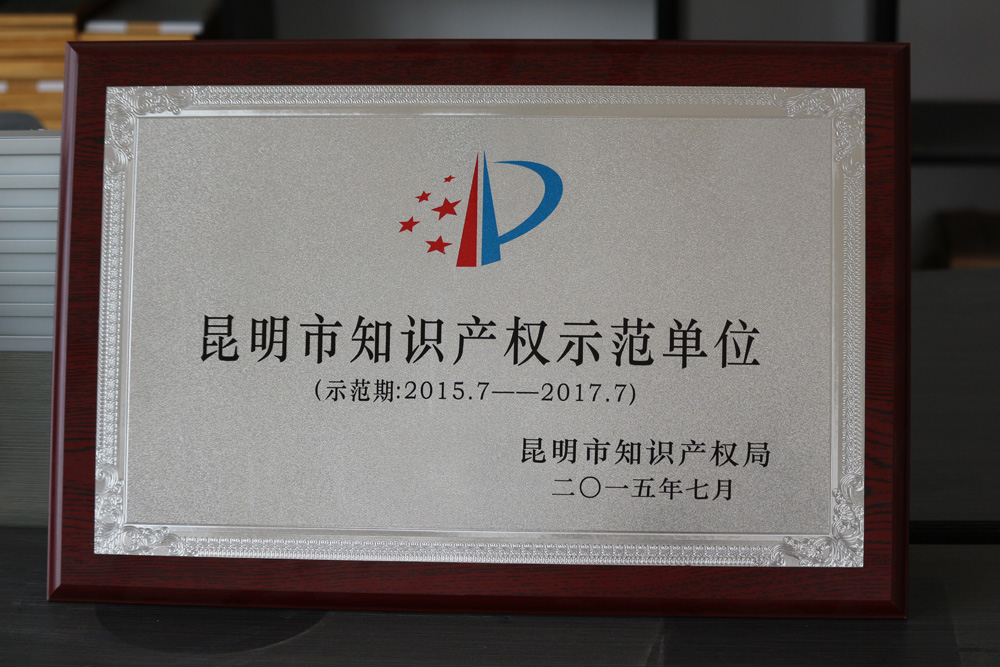 昆明市知识产权示范单位
(示范期:2015.7——2017.7)
昆明市知识产权局
二〇一五年七月